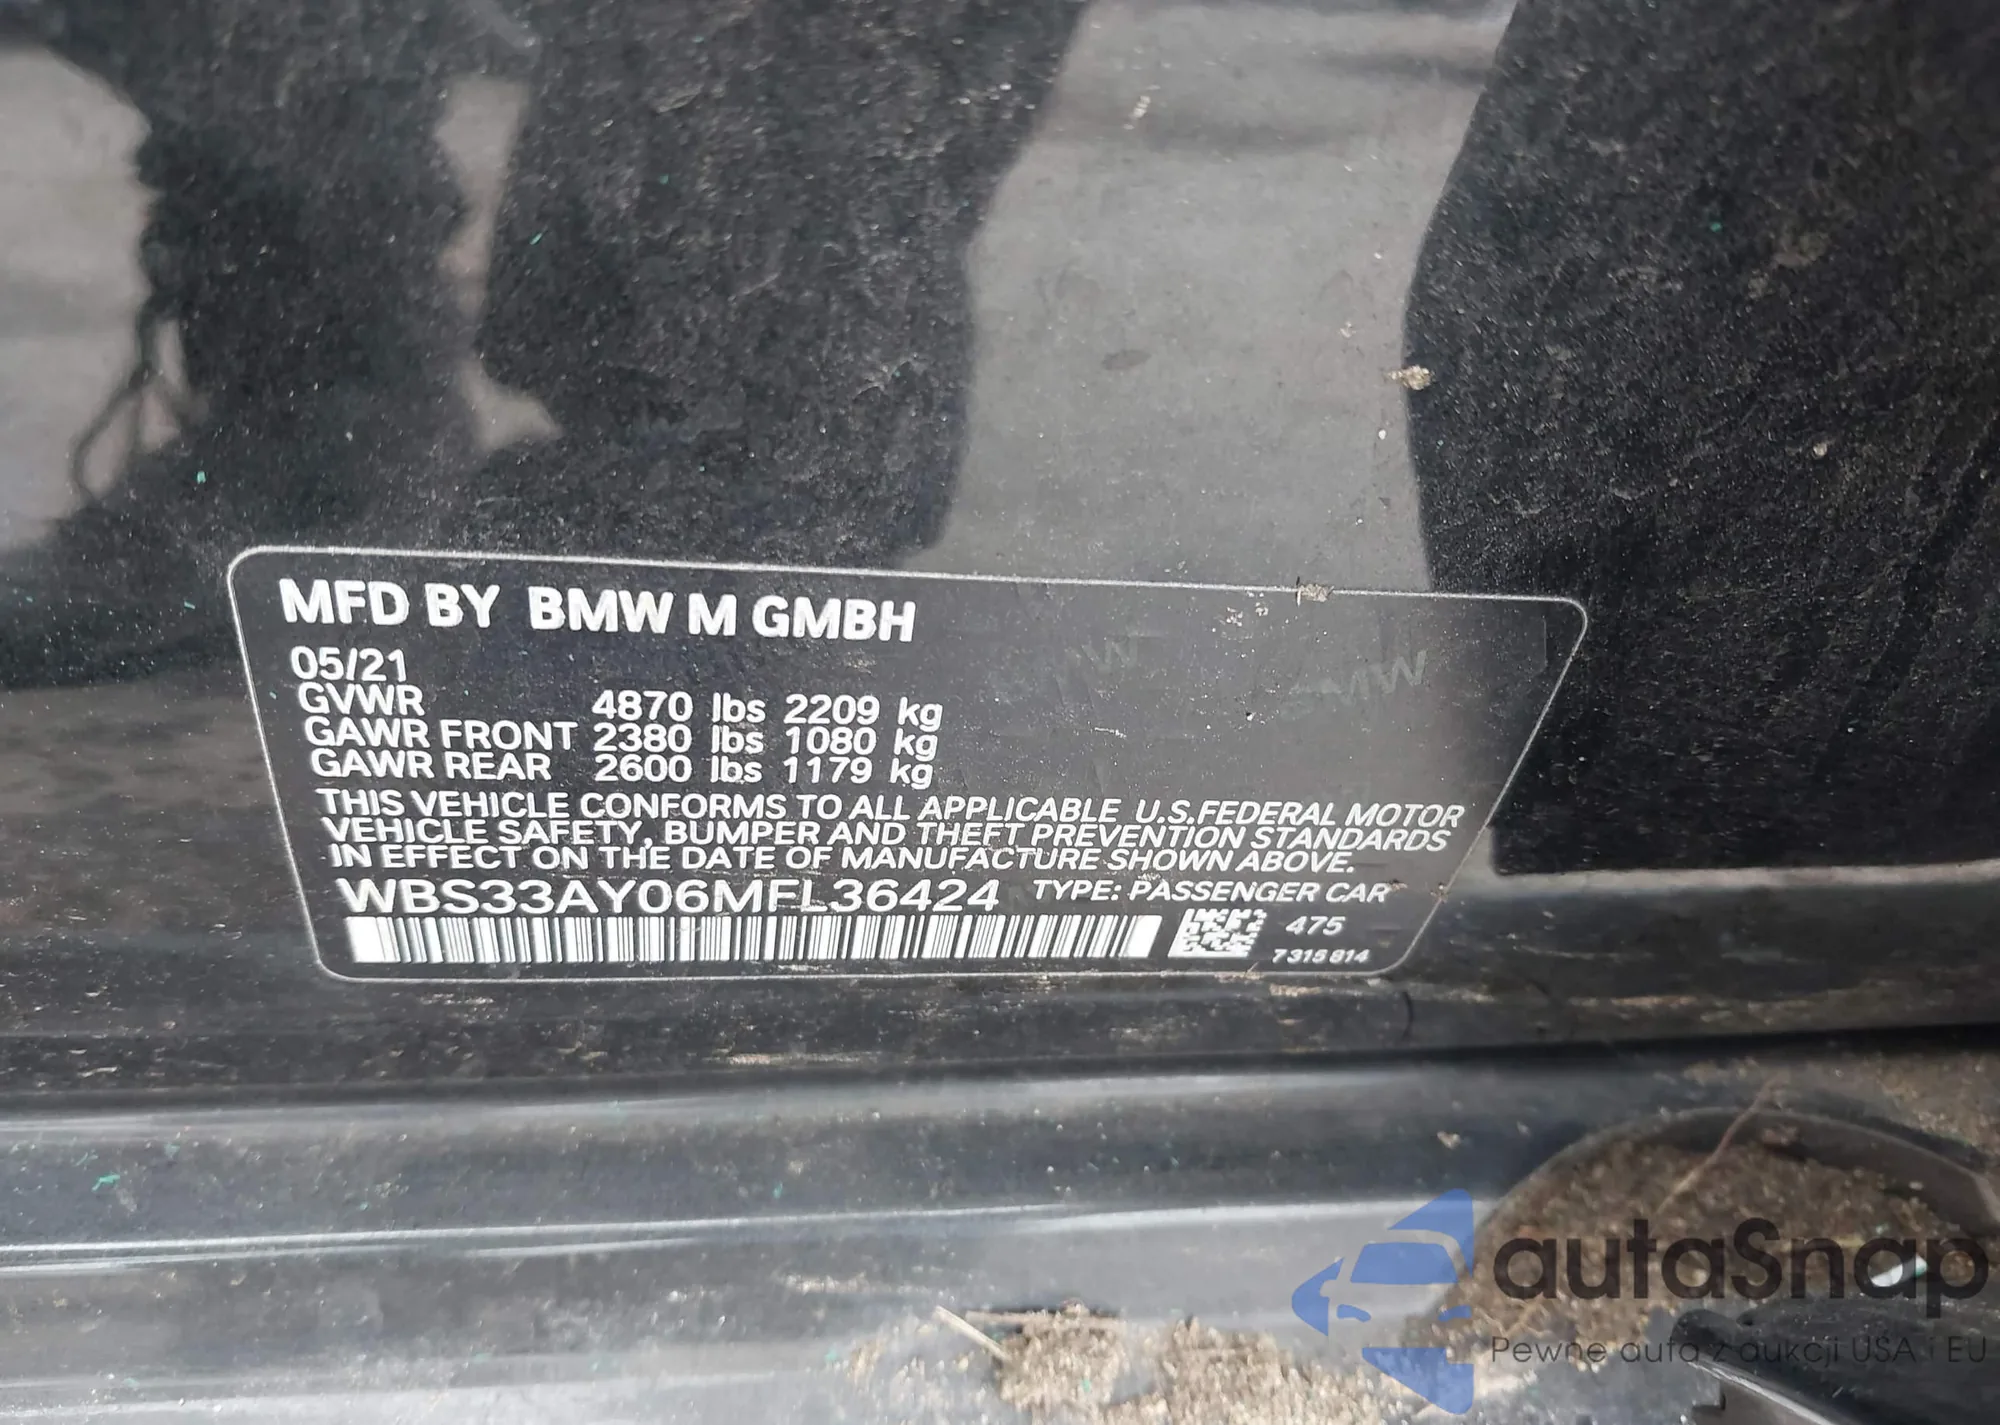 MFD BY BMW M GMBH
05/21
GVWR 4870 lbs 2209 kg
GAWR FRONT 2380 lbs 1080 kg
GAWR REAR 2600 lbs 1179 kg
THIS VEHICLE CONFORMS TO ALL APPLICABLE U.S.FEDERAL MOTOR
VEHICLE SAFETY, BUMPER AND THEFT PREVENTION STANDARDS
IN EFFECT ON THE DATE OF MANUFACTURE SHOWN ABOVE.
WBS33AY06MFL36424 TYPE: PASSENGER CAR
475
7315814
autaSnap
Pewne auta z aukcji USA i EU